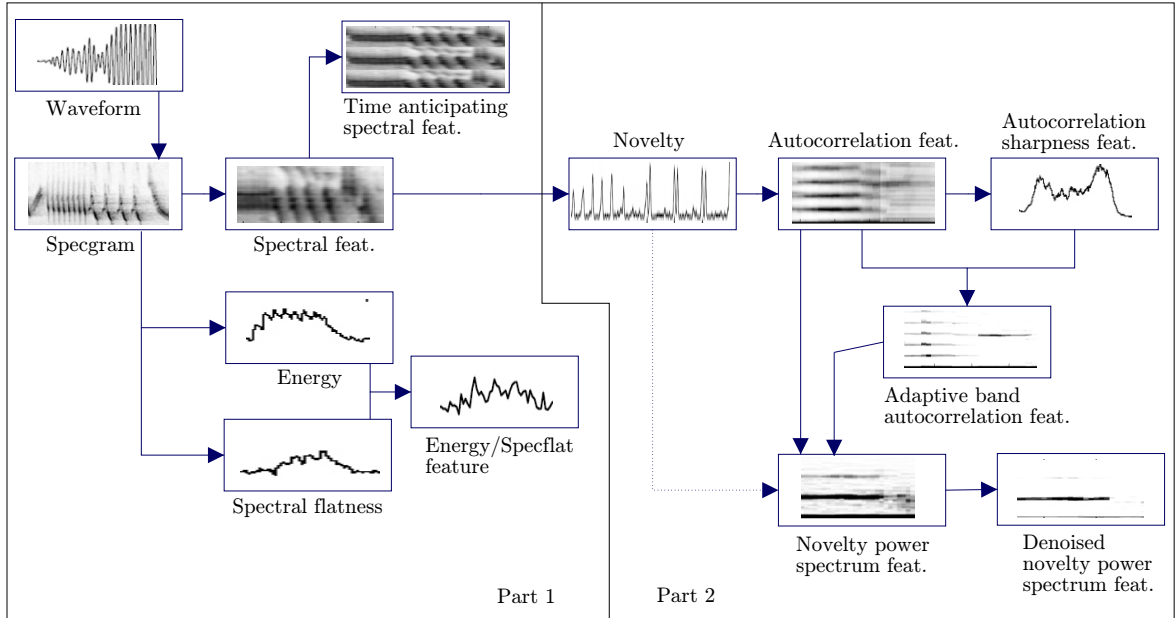 Waveform
Time anticipating
spectral feat.
Specgram
Spectral feat.
Energy
Energy/Specflat
feature
Spectral flatness
Part 1
Novelty
Autocorrelation feat.
Autocorrelation
sharpness feat.
Adaptive band
autocorrelation feat.
Novelty power
spectrum feat.
Denoised
novelty power
spectrum feat.
Part 2